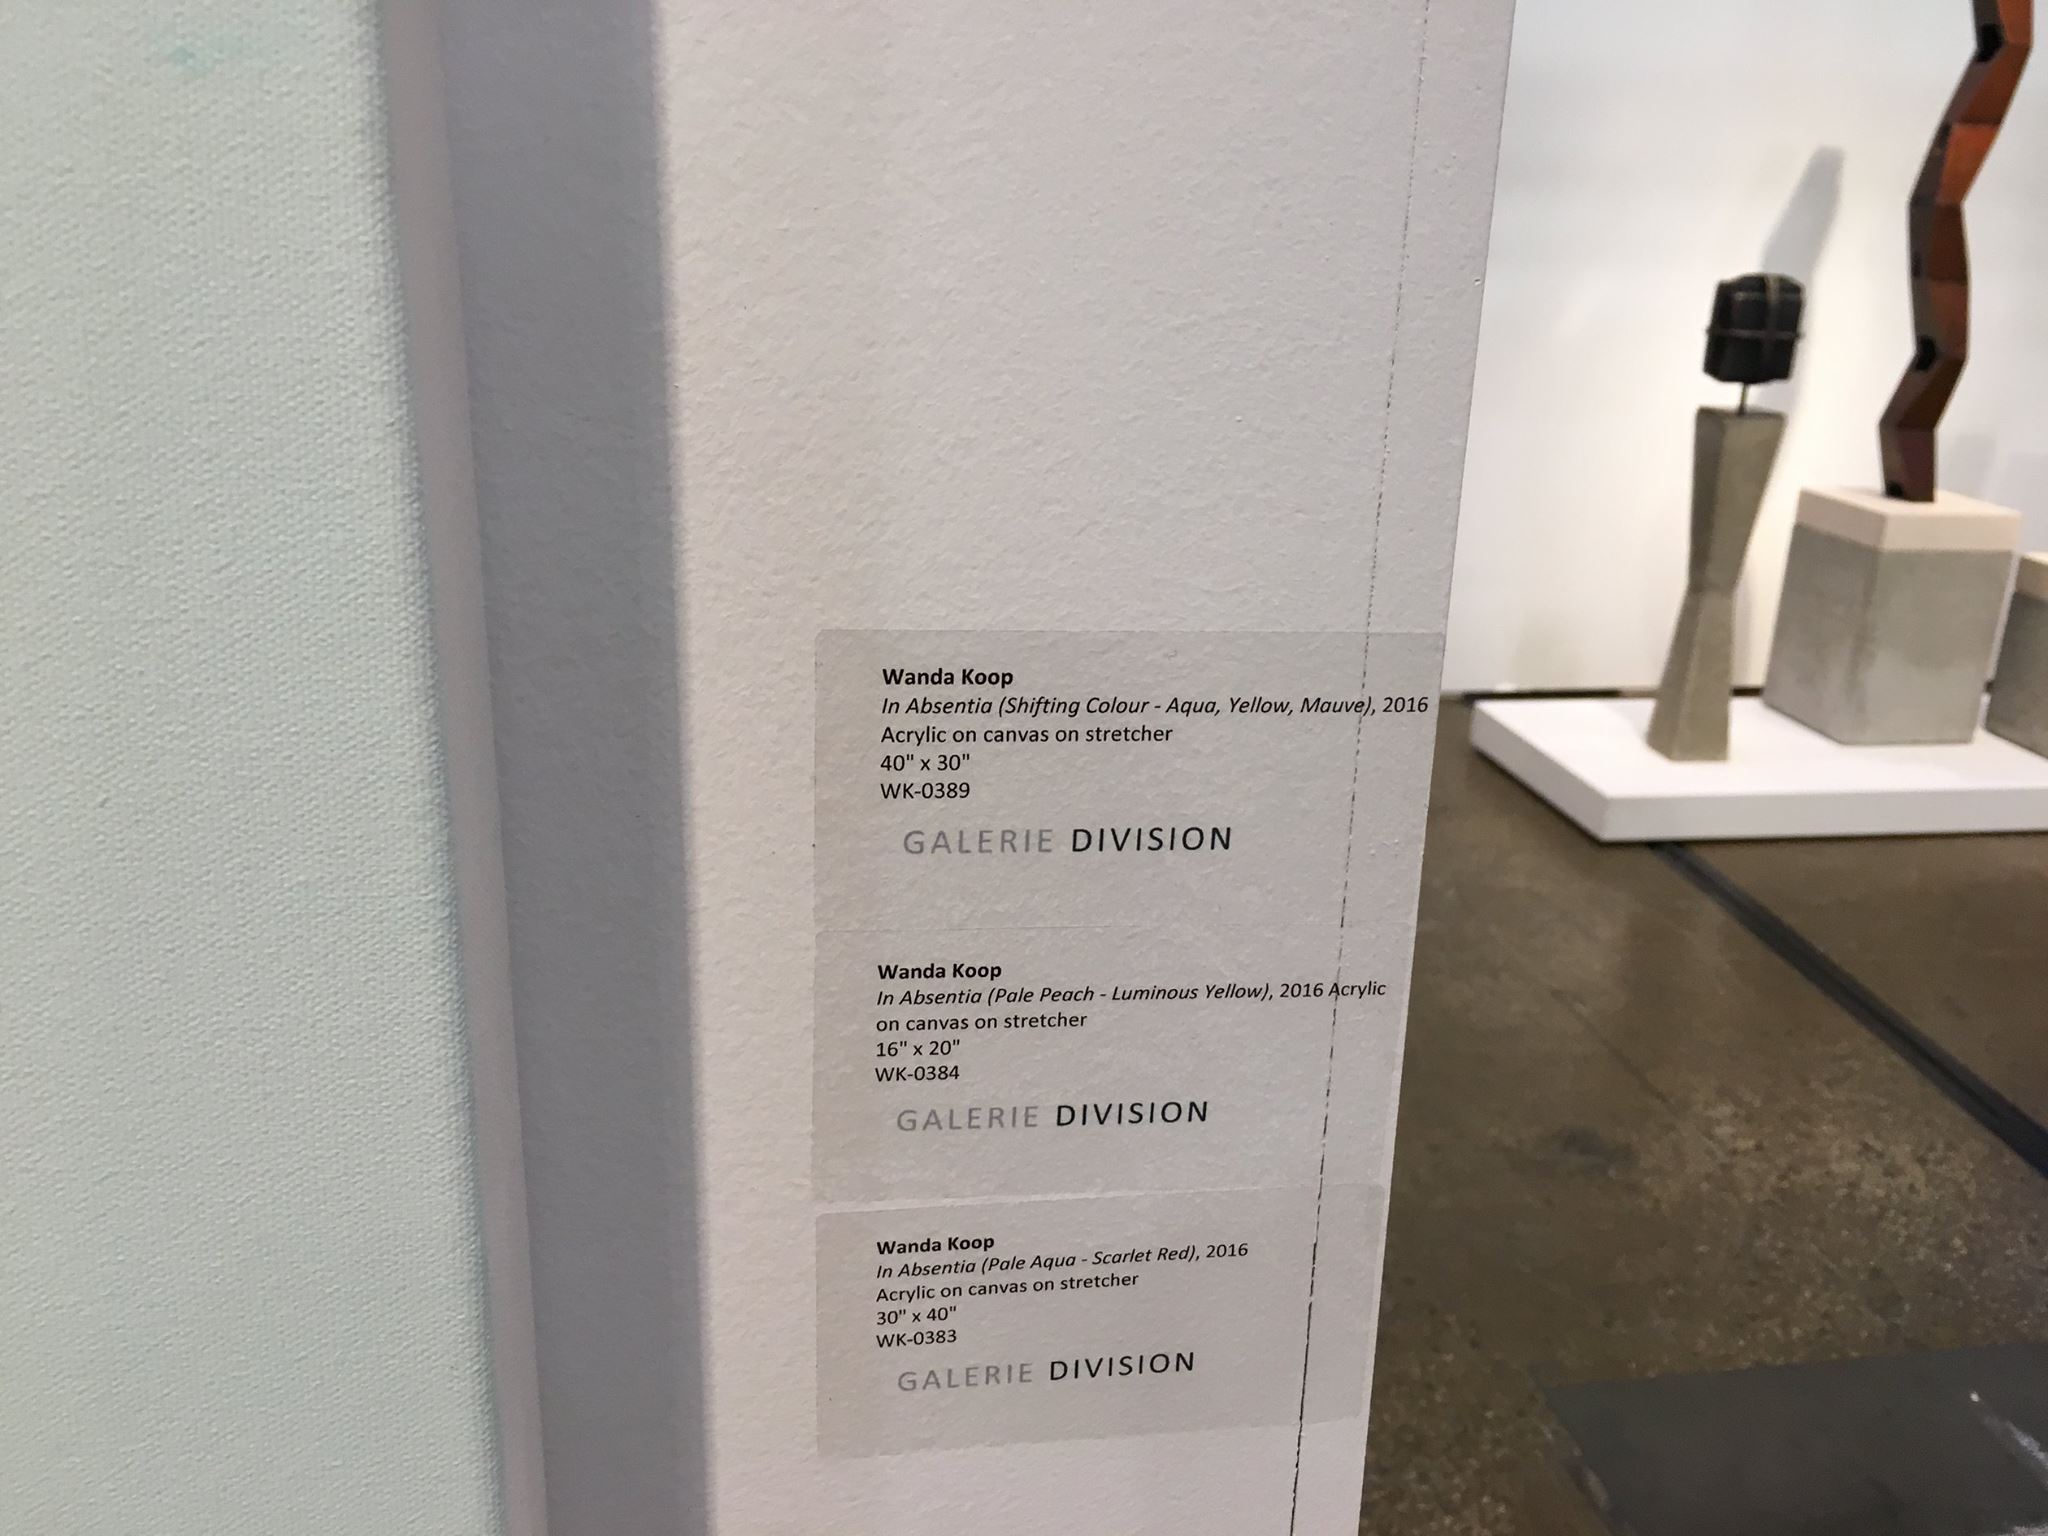 Wanda Koop
In Absentia (Shifting Colour - Aqua, Yellow, Mauve), 2016
Acrylic on canvas on stretcher
40" x 30"
WK-0389
GALERIE DIVISION
Wanda Koop
In Absentia (Pale Peach - Luminous Yellow), 2016 Acrylic
on canvas on stretcher
16" x 20"
WK-0384
GALERIE DIVISION
Wanda Koop
In Absentia (Pale Aqua - Scarlet Red), 2016
Acrylic on canvas on stretcher
30" x 40"
WK-0383
GALERIE DIVISION